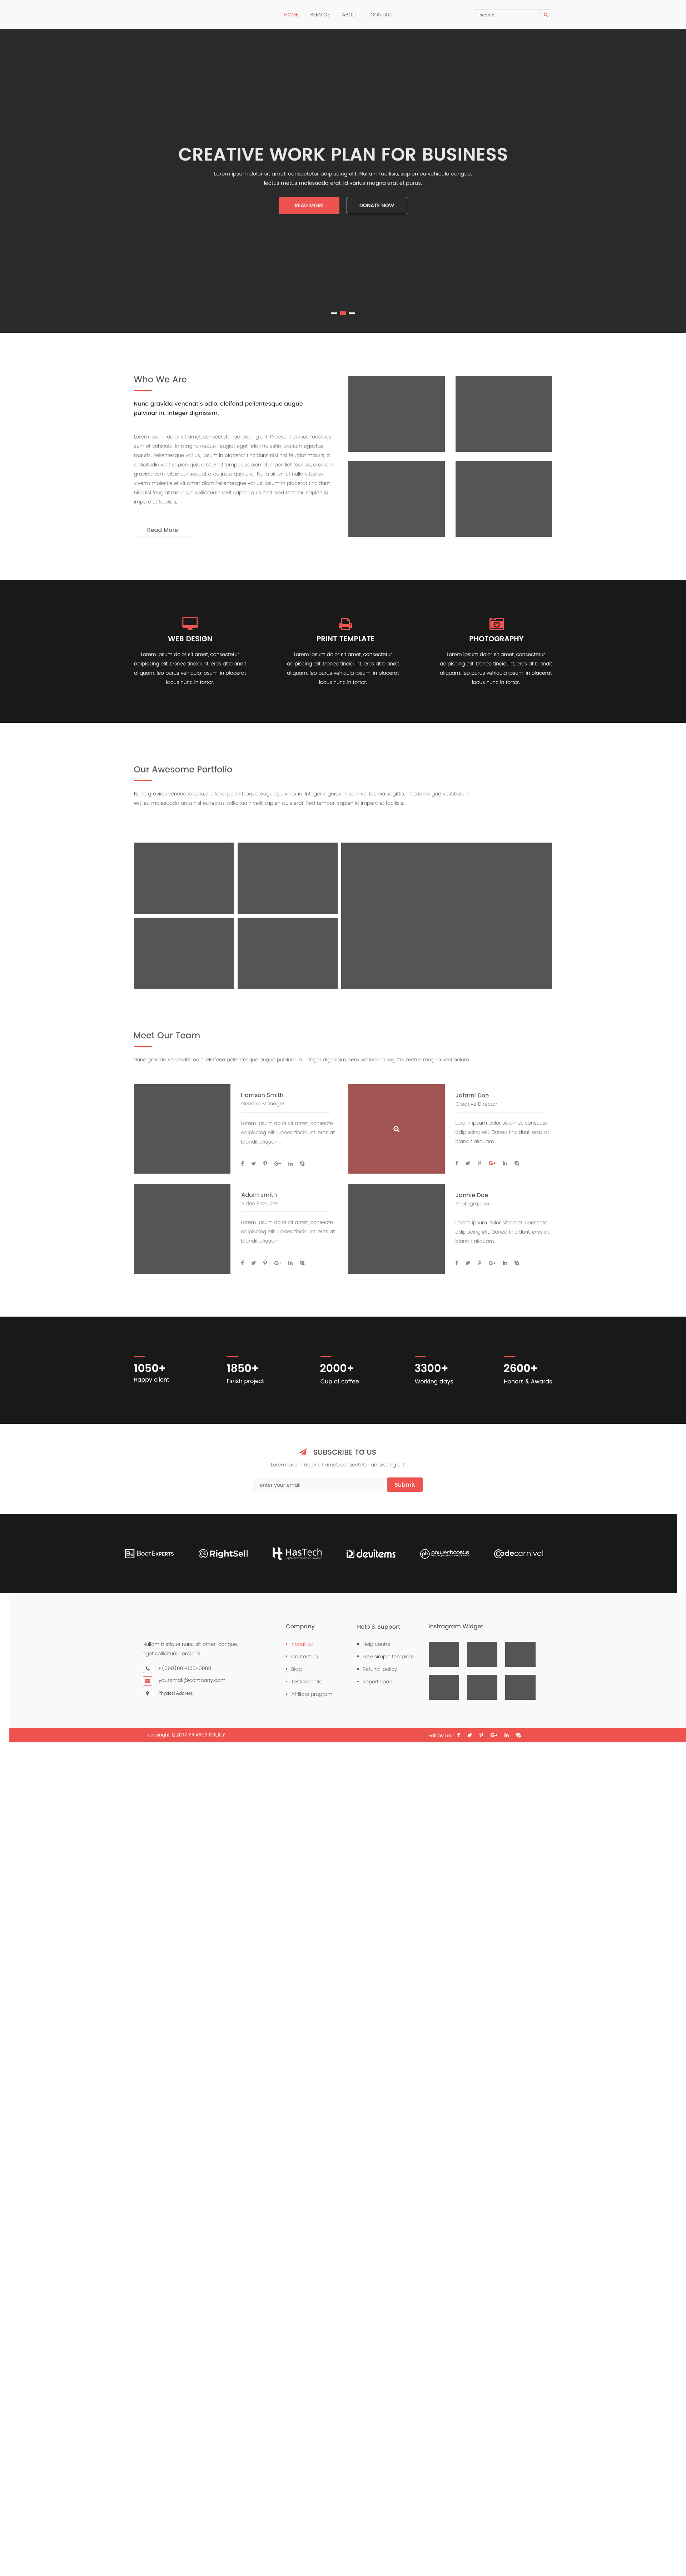 HOME SERVICE ABOUT CONTACT
search..
CREATIVE WORK PLAN FOR BUSINESS
Lorem ipsum dolor sit amet, consectetur adipiscing elit. Nullam facilisis, sapien eu vehicula congue,
lectus metus malesuada erat, id varius magna erat et purus.
READ MORE DONATE NOW
Who We Are
Nunc gravida venenatis odio, eleifend pellentesque augue
pulvinar in. Integer dignissim.
Lorem ipsum dolor sit amet, consectetur adipiscing elit. Praesent cursus faucibus
sem et vehicula. In magna neque, feugiat eget felis molestie, pretium egestas
mauris. Pellentesque varius, ipsum in placerat tincidunt, nisl nisl feugiat mauris, a
sollicitudin velit sapien quis erat. Sed tempor, sapien id imperdiet facilisis, orci sem
gravida sem, vitae consequat arcu justo quis orci. Nulla sit amet nulla vitae ex
viverra molestie et sit amet diam.Pellentesque varius, ipsum in placerat tincidunt,
nisl nisl feugiat mauris, a sollicitudin velit sapien quis erat. Sed tempor, sapien id
imperdiet facilisis,
Read More
WEB DESIGN
Lorem ipsum dolor sit amet, consectetur
adipiscing elit. Donec tincidunt, eros at blandit
aliquam, leo purus vehicula ipsum, in placerat
lacus nunc in tortor.
PRINT TEMPLATE
Lorem ipsum dolor sit amet, consectetur
adipiscing elit. Donec tincidunt, eros at blandit
aliquam, leo purus vehicula ipsum, in placerat
lacus nunc in tortor.
PHOTOGRAPHY
Lorem ipsum dolor sit amet, consectetur
adipiscing elit. Donec tincidunt, eros at blandit
aliquam, leo purus vehicula ipsum, in placerat
lacus nunc in tortor.
Our Awesome Portfolio
Nunc gravida venenatis odio, eleifend pellentesque augue pulvinar in. Integer dignissim, sem vel lacinia sagittis, metus magna vestibulum
est, eu malesuada arcu nisl eu lectus sollicitudin velit sapien quis erat. Sed tempor, sapien id imperdiet facilisis,
Meet Our Team
Nunc gravida venenatis odio, eleifend pellentesque augue pulvinar in. Integer dignissim, sem vel lacinia sagittis, metus magna vestibulum.
Harrison Smith
General Manager
Lorem ipsum dolor sit amet, consecte
adipiscing elit. Donec tincidunt, eros at
blandit aliquam,
Jafarni Doe
Creative Director
Lorem ipsum dolor sit amet, consecte
adipiscing elit. Donec tincidunt, eros at
blandit aliquam,
Adam smith
Video Producer
Lorem ipsum dolor sit amet, consecte
adipiscing elit. Donec tincidunt, eros at
blandit aliquam,
Jannie Doe
Photographer
Lorem ipsum dolor sit amet, consecte
adipiscing elit. Donec tincidunt, eros at
blandit aliquam,
1050+ 1850+ 2000+ 3300+ 2600+
Happy client Finish project Cup of coffee Working days Honors & Awards
SUBSCRIBE TO US
Lorem ipsum dolor sit amet, consectetur adipiscing elit
enter your email Submit
BOOTEXPERTS RightSell HasTech devitems powerboosts Codecarnival
Nullam tristique nunc sit amet congue,
eget sollicitudin orci nisl.
+(000)00-000-0000
youremail@company.com
Physical Address.
Company
About us
Contact us
Blog
Testimonials
Affiliate program
Help & Support
Help centre
Free simple template
Refund policy
Report span
Instragram Widget
copyright © 2017 PRIVACY POLICY
Follow us :